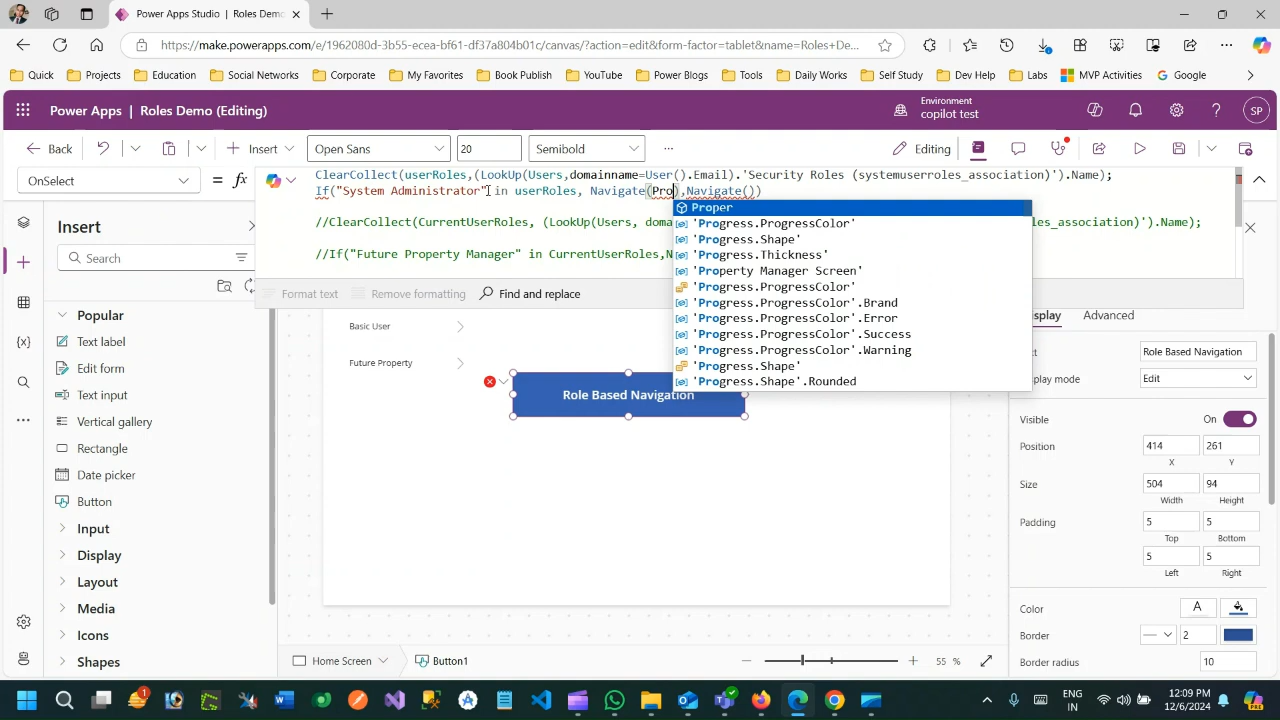 Power Apps Studio | Roles Demo
https://make.powerapps.com/e/1962080d-3b55-ecea-bf61-df37a804b01c/canvas/?action=edit&form-factor=tablet&name=Roles+De...
Quick
Projects
Education
Social Networks
Corporate
My Favorites
Book Publish
YouTube
Power Blogs
Tools
Daily Works
Self Study
Dev Help
Labs
MVP Activities
Google
Power Apps | Roles Demo (Editing)
Environment
copilot test
SP
Back
Insert
Open Sans
20
Semibold
Editing
OnSelect
= fx
ClearCollect(userRoles,(LookUp(Users,domainname=User().Email).'Security Roles (systemuserroles_association)').Name);
If("System Administrator" in userRoles, Navigate(Pro),Navigate())
//ClearCollect(CurrentUserRoles, (LookUp(Users, doma
es_association)').Name);
//If("Future Property Manager" in CurrentUserRoles,N
Proper
'Progress.ProgressColor'
'Progress.Shape'
'Progress.Thickness'
'Property Manager Screen'
'Progress.ProgressColor'
'Progress.ProgressColor'.Brand
'Progress.ProgressColor'.Error
'Progress.ProgressColor'.Success
'Progress.ProgressColor'.Warning
'Progress.Shape'
'Progress.Shape'.Rounded
Format text
Remove formatting
Find and replace
Insert
Search
Popular
Text label
Edit form
Text input
Vertical gallery
Rectangle
Date picker
Button
Input
Display
Layout
Media
Icons
Shapes
Basic User
Future Property
Role Based Navigation
Home Screen
Button1
55 %
Advanced
Role Based Navigation
Edit
Visible
On
Position
414
261
X
Y
Size
504
94
Width
Height
Padding
5
5
Top
Bottom
5
5
Left
Right
Color
A
Border
2
Border radius
10
1
ENG
IN
12:09 PM
12/6/2024